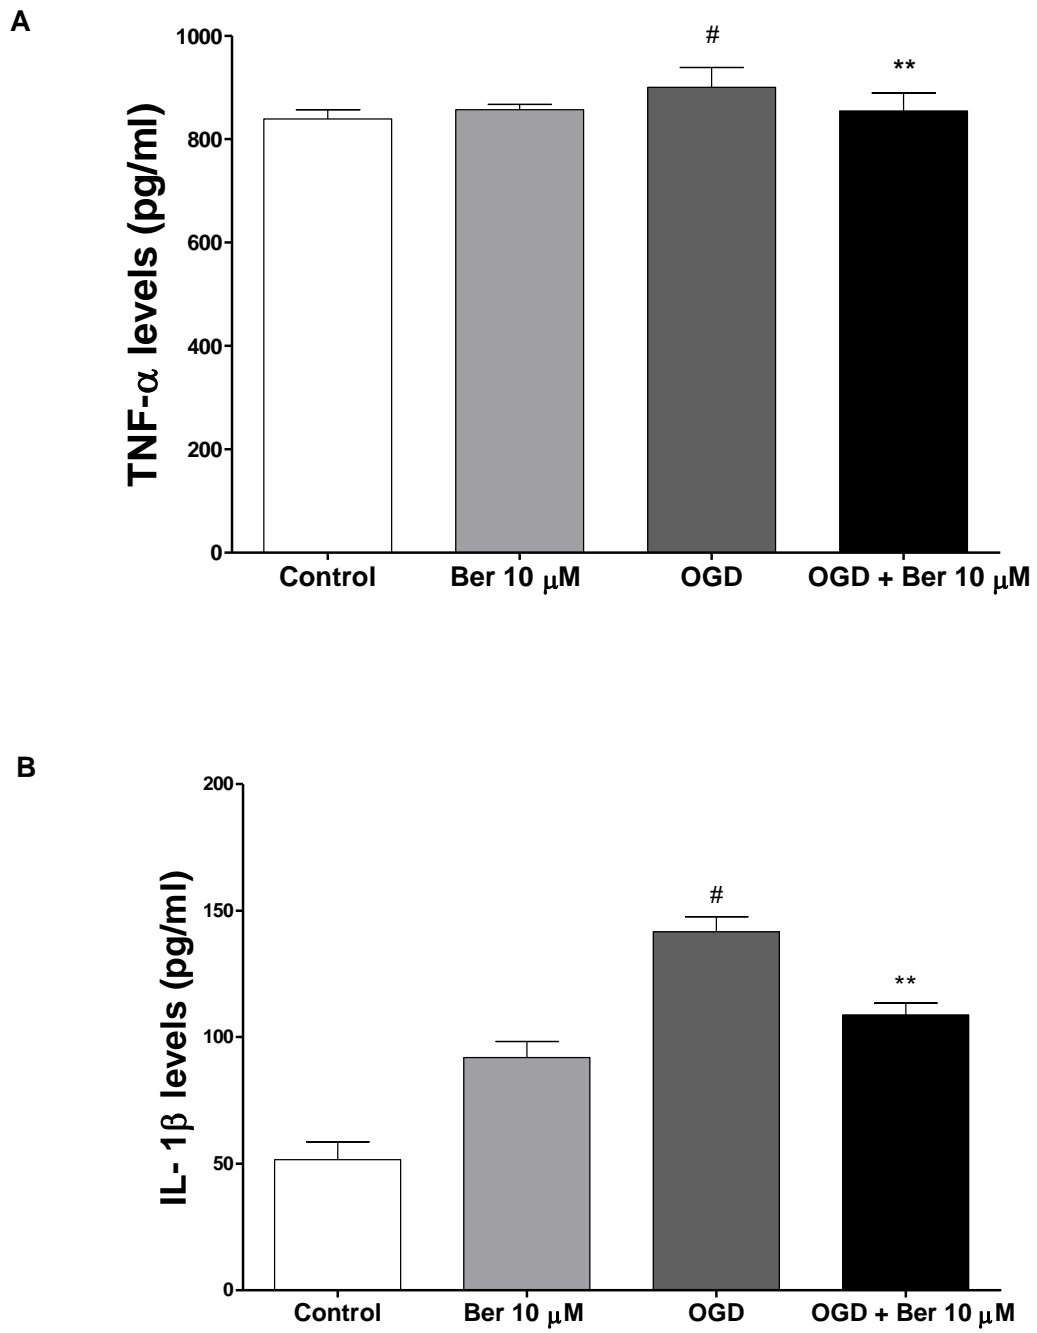 A
#
**
1000
800
600
400
200
0
TNF-α levels (pg/ml)
Control Ber 10 μM OGD OGD + Ber 10 μM
B
#
**
200
150
100
50
0
IL- 1β levels (pg/ml)
Control Ber 10 μM OGD OGD + Ber 10 μM